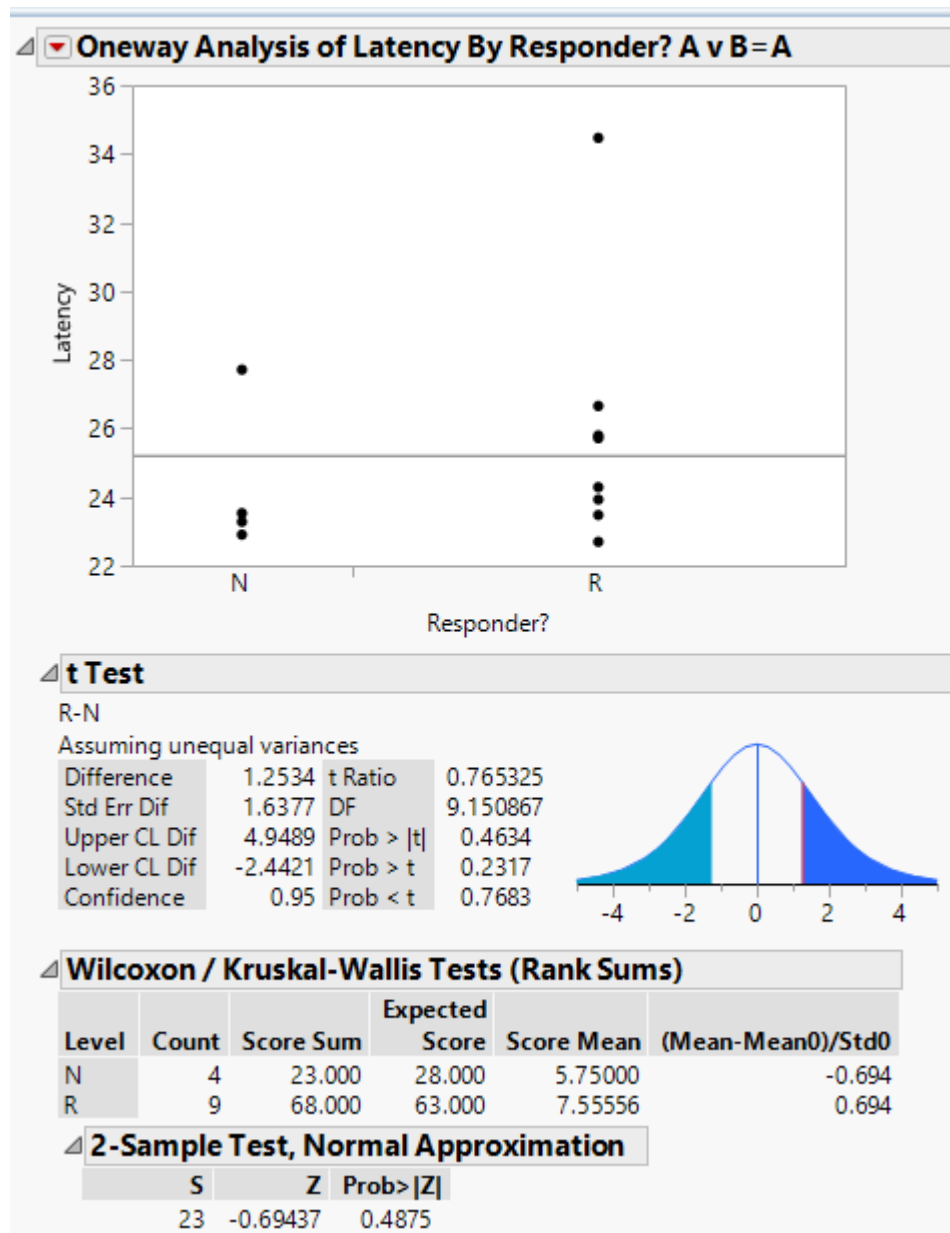 Oneway Analysis of Latency By Responder? A v B=A
36
34
32
30
28
26
24
22
Latency
N R
Responder?
t Test
R-N
Assuming unequal variances
Difference 1.2534 t Ratio 0.765325
Std Err Dif 1.6377 DF 9.150867
Upper CL Dif 4.9489 Prob > |t| 0.4634
Lower CL Dif -2.4421 Prob > t 0.2317
Confidence 0.95 Prob < t 0.7683
-4 -2 0 2 4
Wilcoxon / Kruskal-Wallis Tests (Rank Sums)
Expected
Level Count Score Sum Score Score Mean (Mean-Mean0)/Std0
N 4 23.000 28.000 5.75000 -0.694
R 9 68.000 63.000 7.55556 0.694
2-Sample Test, Normal Approximation
S Z Prob>|Z|
23 -0.69437 0.4875